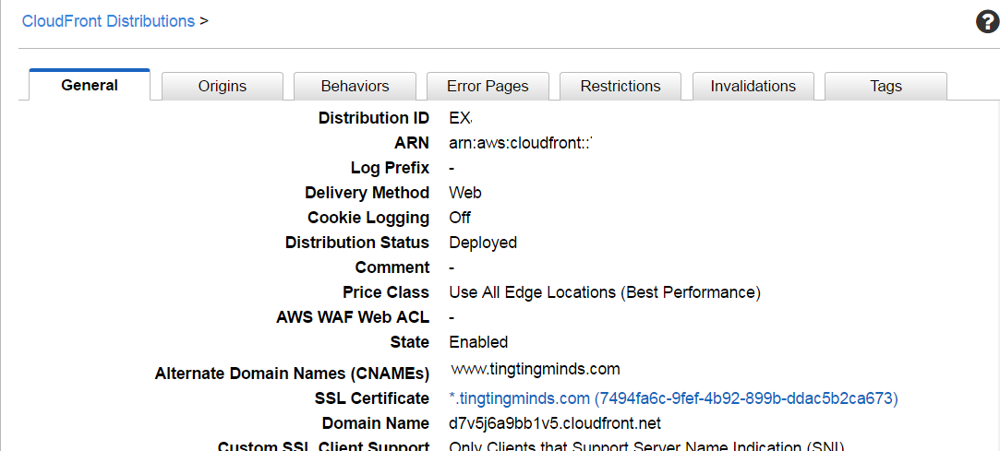 CloudFront Distributions >
General Origins Behaviors Error Pages Restrictions Invalidations Tags
Distribution ID EX
ARN arn:aws:cloudfront::
Log Prefix -
Delivery Method Web
Cookie Logging Off
Distribution Status Deployed
Comment -
Price Class Use All Edge Locations (Best Performance)
AWS WAF Web ACL -
State Enabled
Alternate Domain Names (CNAMEs) www.tingtingminds.com
SSL Certificate *.tingtingminds.com (7494fa6c-9fef-4b92-899b-ddac5b2ca673)
Domain Name d7v5j6a9bb1v5.cloudfront.net
Custom SSL Client Support Only Clients that Support Server Name Indication (SNI)